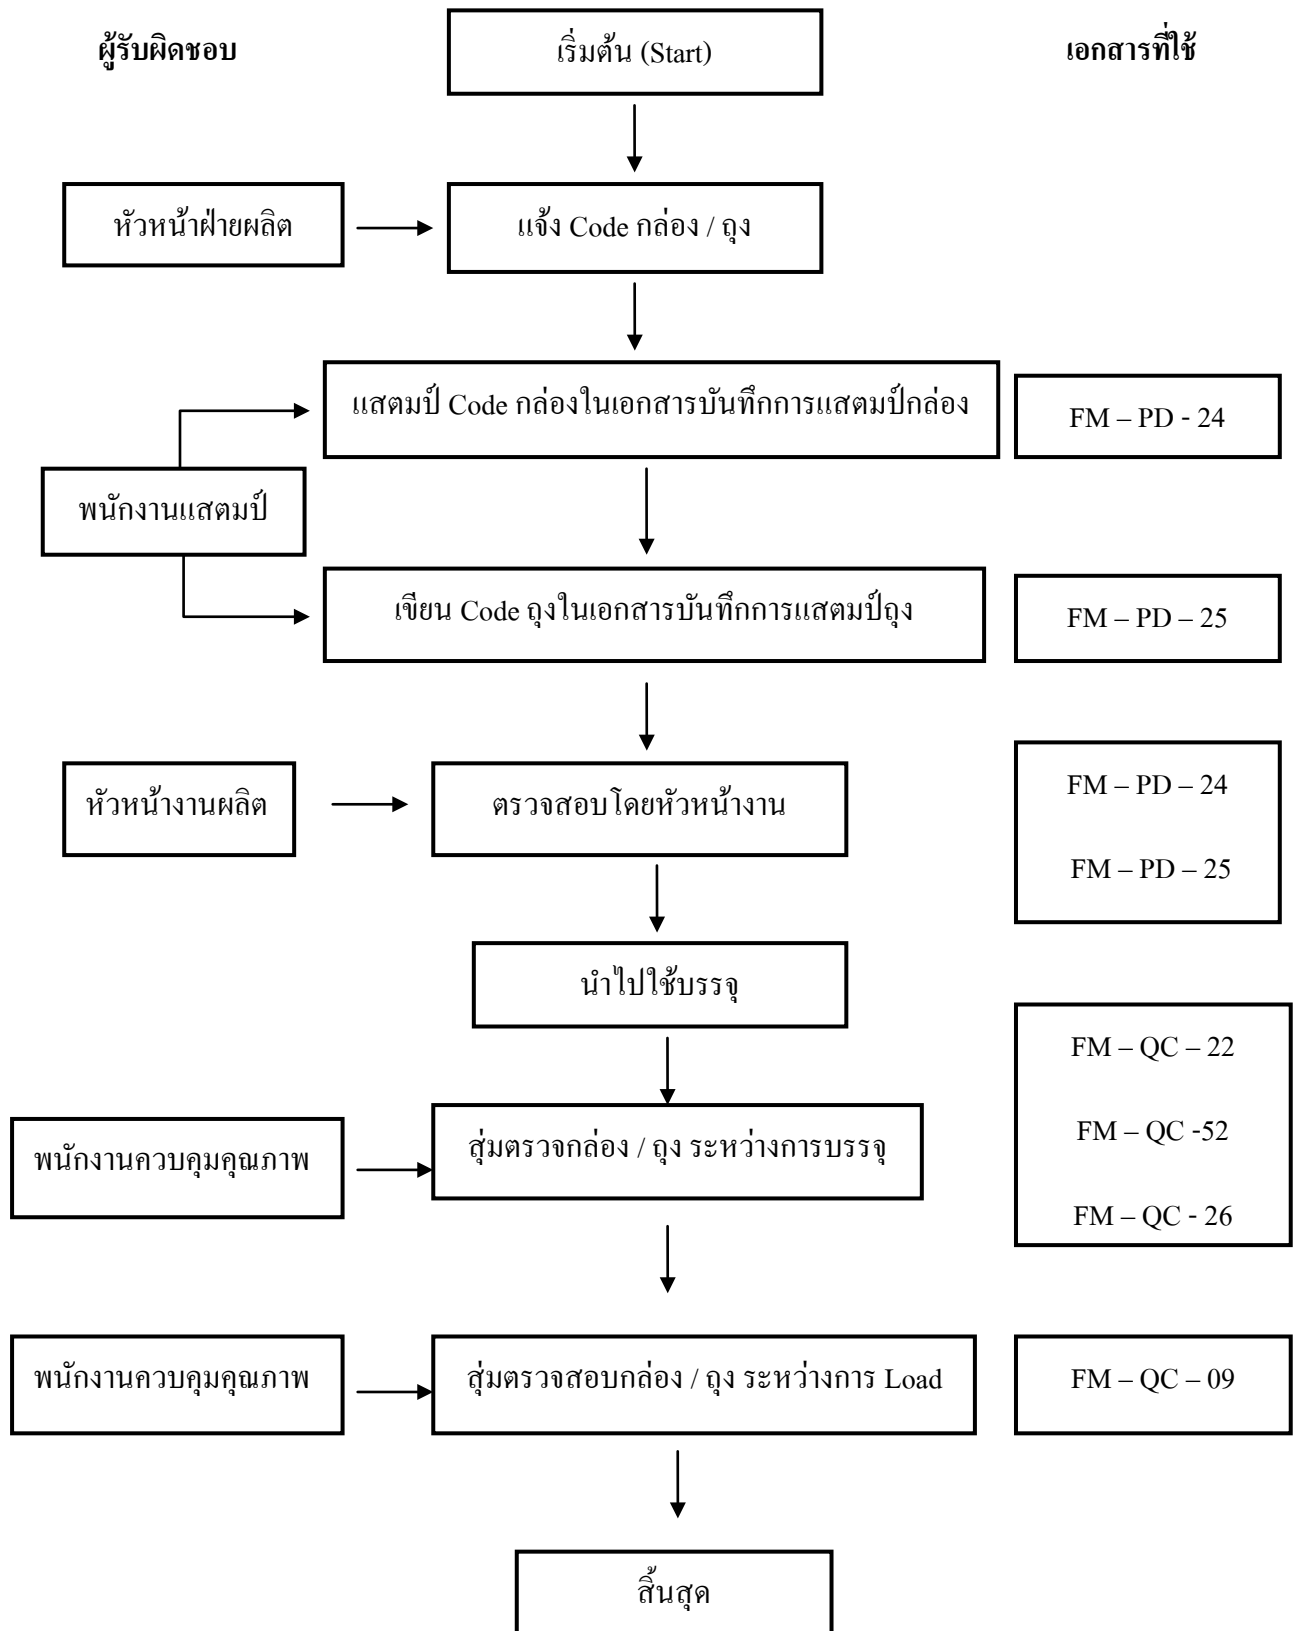 ผู้รับผิดชอบ
เริ่มต้น (Start)
เอกสารที่ใช้
หัวหน้าฝ่ายผลิต
แจ้ง Code กล่อง / ถุง
แสตมป์ Code กล่องในเอกสารบันทึกการแสตมป์กล่อง
FM – PD - 24
พนักงานแสตมป์
เขียน Code ถุงในเอกสารบันทึกการแสตมป์ถุง
FM – PD – 25
หัวหน้างานผลิต
ตรวจสอบโดยหัวหน้างาน
FM – PD – 24
FM – PD – 25
นำไปใช้บรรจุ
FM – QC – 22
FM – QC -52
FM – QC - 26
พนักงานควบคุมคุณภาพ
สุ่มตรวจกล่อง / ถุง ระหว่างการบรรจุ
พนักงานควบคุมคุณภาพ
สุ่มตรวจสอบกล่อง / ถุง ระหว่างการ Load
FM – QC – 09
สิ้นสุด